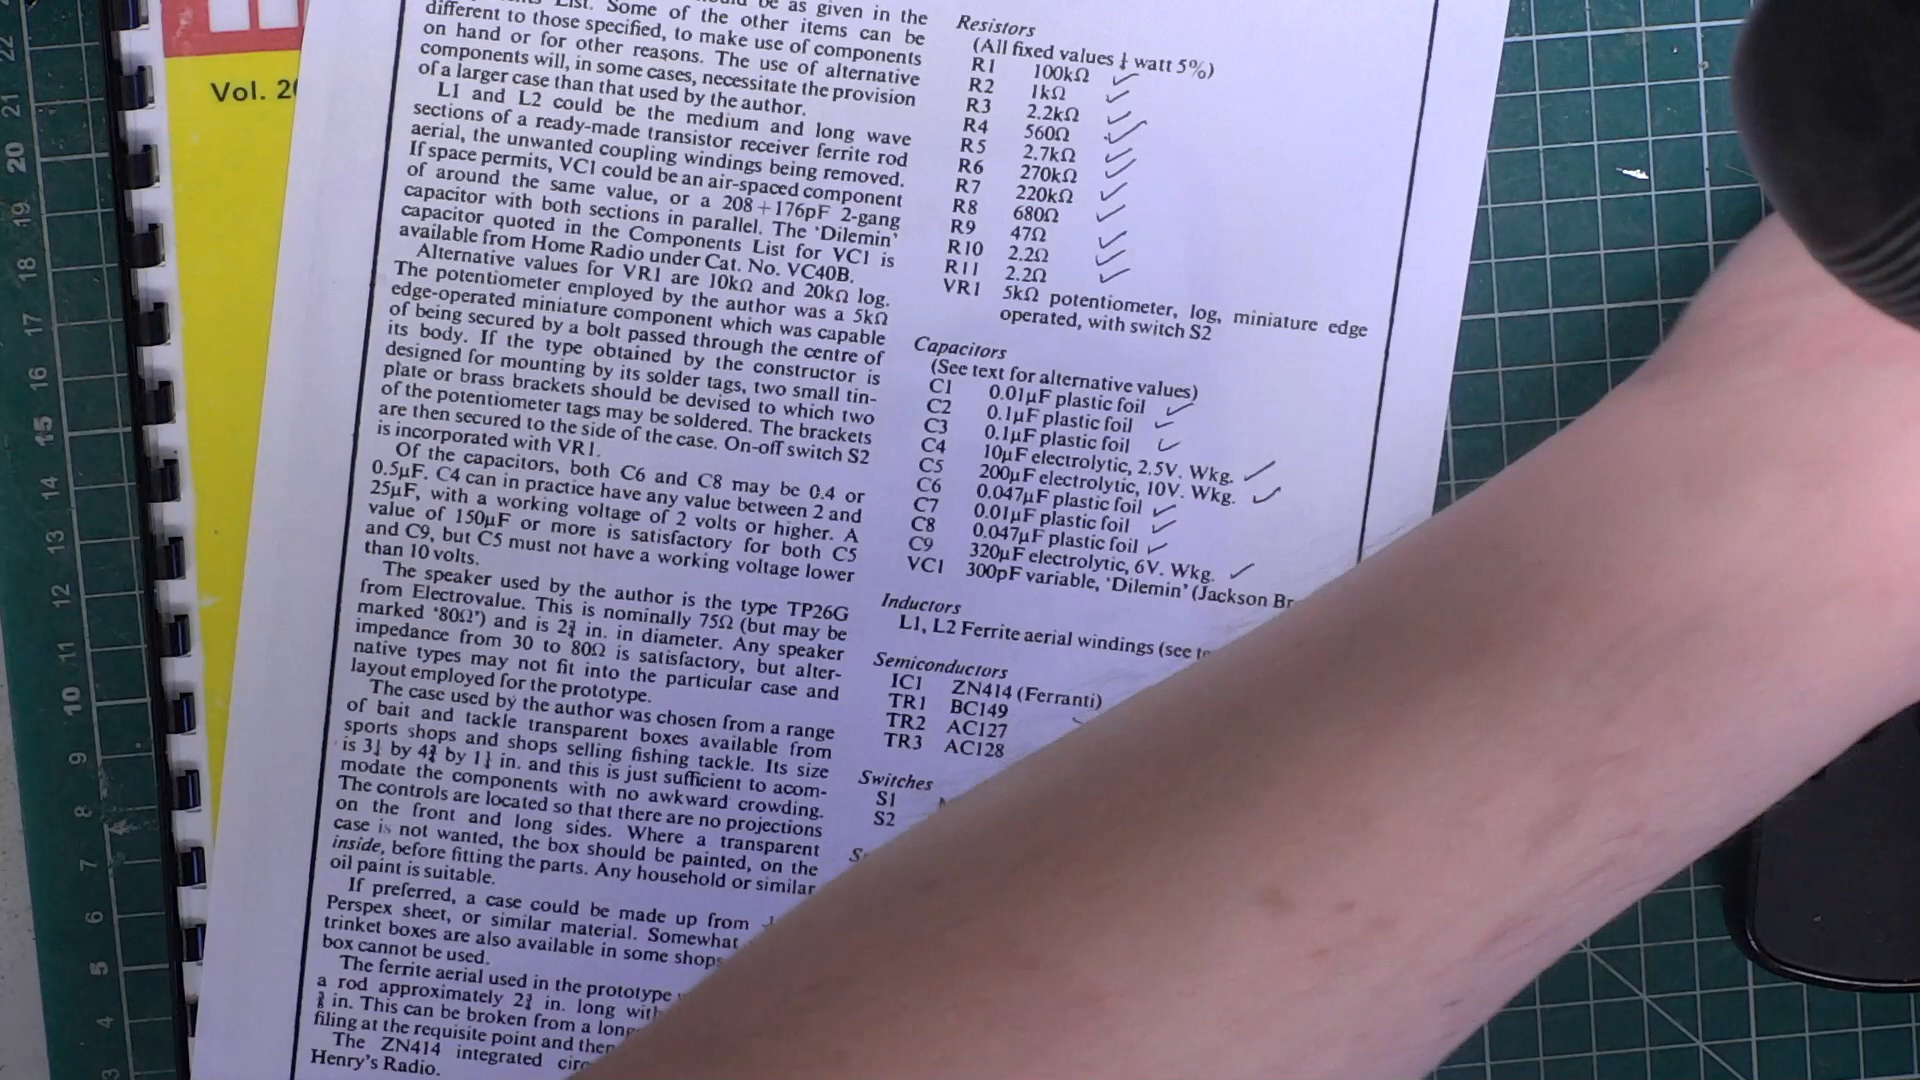 Vol. 2
be as given in the
List. Some of the other items can be
different to those specified, to make use of components
on hand or for other reasons. The use of alternative
components will, in some cases, necessitate the provision
of a larger case than that used by the author.
L1 and L2 could be the medium and long wave
sections of a ready-made transistor receiver ferrite rod
aerial, the unwanted coupling windings being removed.
If space permits, VC1 could be an air-spaced component
of around the same value, or a 208+176pF 2-gang
capacitor with both sections in parallel. The ‘Dilemin’
capacitor quoted in the Components List for VC1 is
available from Home Radio under Cat. No. VC40B.
Alternative values for VR1 are 10kΩ and 20kΩ log.
The potentiometer employed by the author was a 5kΩ
edge-operated miniature component which was capable
of being secured by a bolt passed through the centre of
its body. If the type obtained by the constructor is
designed for mounting by its solder tags, two small tin-
plate or brass brackets should be devised to which two
of the potentiometer tags may be soldered. The brackets
are then secured to the side of the case. On-off switch S2
is incorporated with VR1.
Of the capacitors, both C6 and C8 may be 0.4 or
0.5μF. C4 can in practice have any value between 2 and
25μF, with a working voltage of 2 volts or higher. A
value of 150μF or more is satisfactory for both C5
and C9, but C5 must not have a working voltage lower
than 10 volts.
The speaker used by the author is the type TP26G
from Electrovalue. This is nominally 75Ω (but may be
marked ‘80Ω’) and is 2¾ in. in diameter. Any speaker
impedance from 30 to 80Ω is satisfactory, but alter-
native types may not fit into the particular case and
layout employed for the prototype.
The case used by the author was chosen from a range
of bait and tackle transparent boxes available from
sports shops and shops selling fishing tackle. Its size
is 3¼ by 4¾ by 1¼ in. and this is just sufficient to acom-
modate the components with no awkward crowding.
The controls are located so that there are no projections
on the front and long sides. Where a transparent
case is not wanted, the box should be painted, on the
inside, before fitting the parts. Any household or similar
oil paint is suitable.
If preferred, a case could be made up from
Perspex sheet, or similar material. Somewhat
trinket boxes are also available in some shops
box cannot be used.
The ferrite aerial used in the prototype
a rod approximately 2¾ in. long with
⅜ in. This can be broken from a long
filing at the requisite point and then
The ZN414 integrated circ
Henry's Radio.
Resistors
(All fixed values ¼ watt 5%)
R1 100kΩ
R2 1kΩ
R3 2.2kΩ
R4 560Ω
R5 2.7kΩ
R6 270kΩ
R7 220kΩ
R8 680Ω
R9 47Ω
R10 2.2Ω
R11 2.2Ω
VR1 5kΩ potentiometer, log, miniature edge
operated, with switch S2
Capacitors
(See text for alternative values)
C1 0.01μF plastic foil
C2 0.1μF plastic foil
C3 0.1μF plastic foil
C4 10μF electrolytic, 2.5V. Wkg.
C5 200μF electrolytic, 10V. Wkg.
C6 0.047μF plastic foil
C7 0.01μF plastic foil
C8 0.047μF plastic foil
C9 320μF electrolytic, 6V. Wkg.
VC1 300pF variable, ‘Dilemin’ (Jackson Br
Inductors
L1, L2 Ferrite aerial windings (see te
Semiconductors
IC1 ZN414 (Ferranti)
TR1 BC149
TR2 AC127
TR3 AC128
Switches
S1
S2
22
21
20
19
18
17
16
15
14
13
12
11
10
9
8
7
6
5
4
3